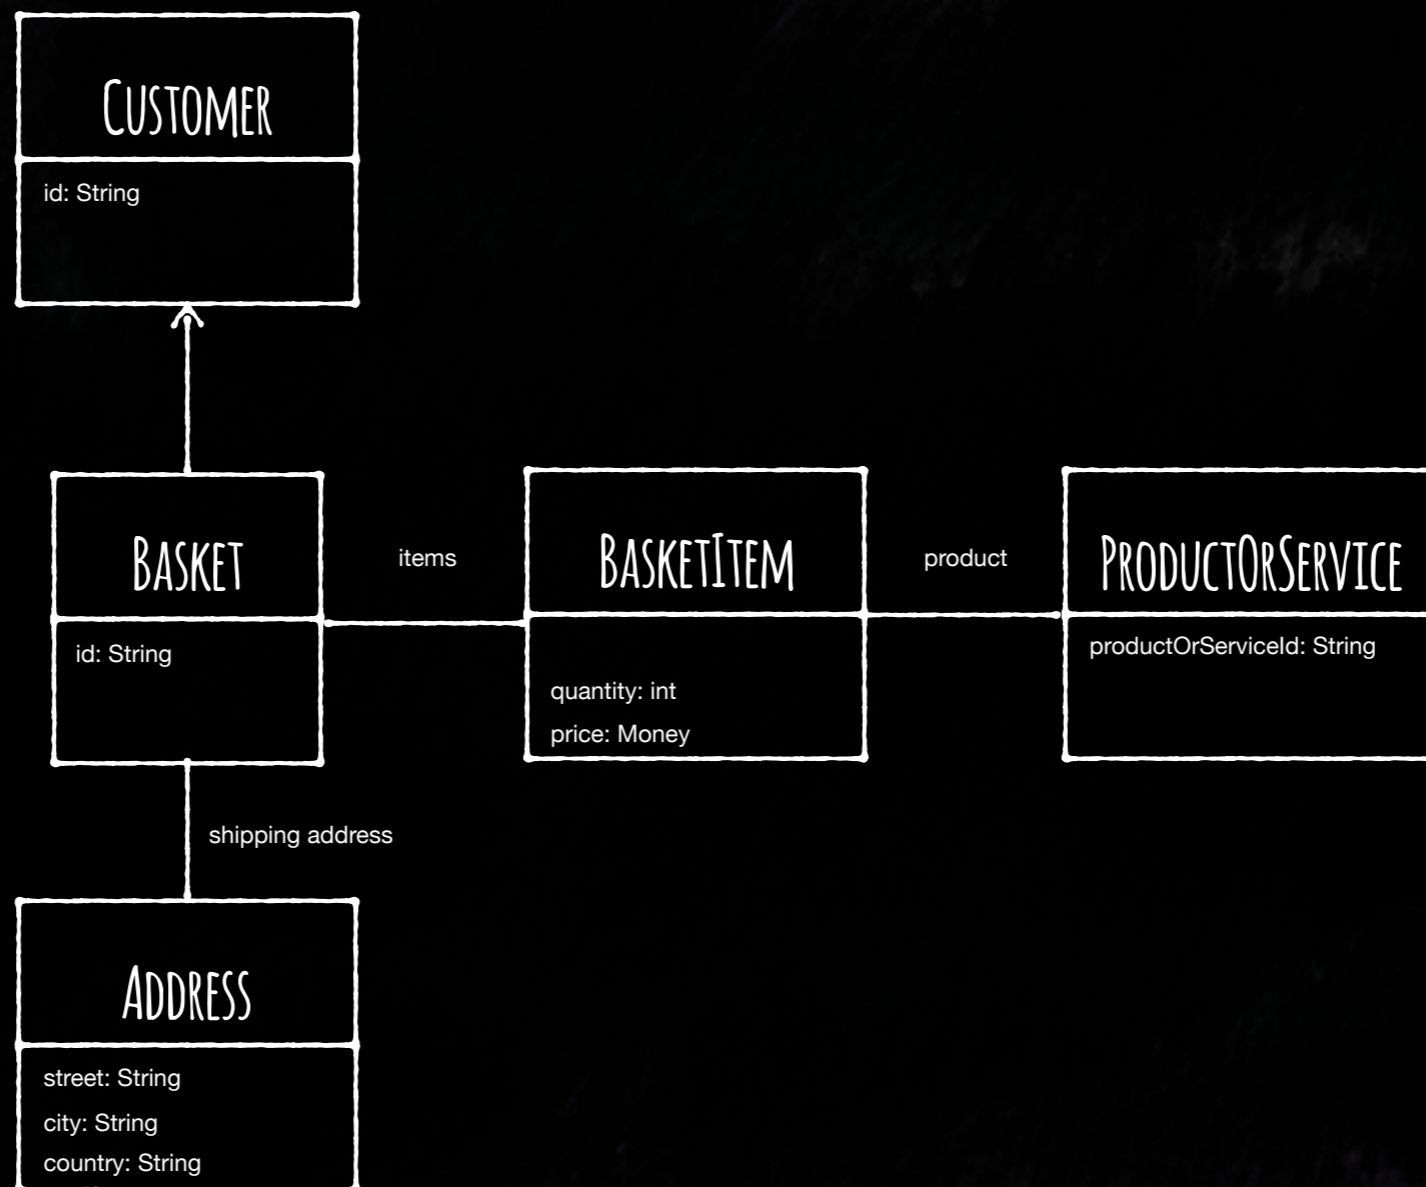 Customer
id: String
Basket
items
BasketItem
product
ProductOrService
id: String
quantity: int
price: Money
productOrServiceId: String
shipping address
Address
street: String
city: String
country: String